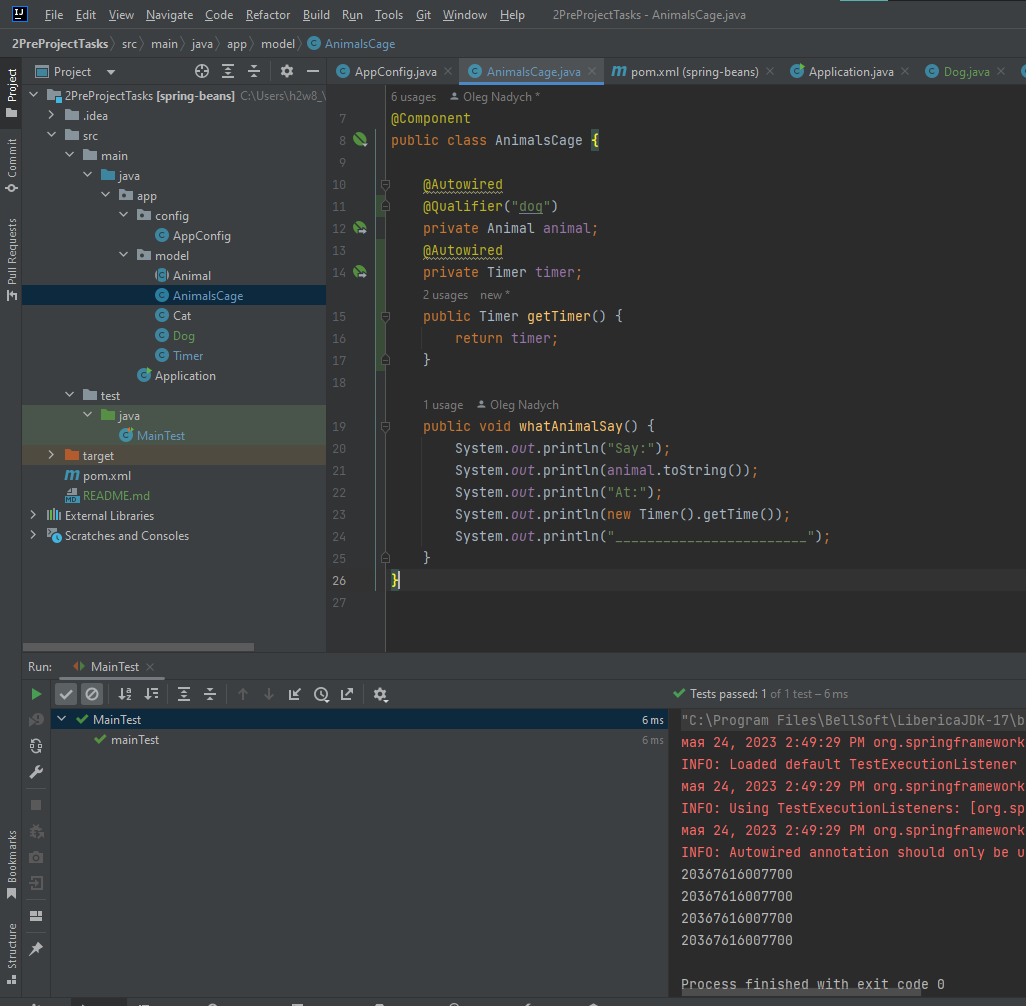 File Edit View Navigate Code Refactor Build Run Tools Git Window Help 2PreProjectTasks - AnimalsCage.java
2PreProjectTasks src main java app model AnimalsCage
Project
Commit
Pull Requests
Bookmarks
Structure
Project
2PreProjectTasks [spring-beans] C:\Users\h2w8_\
.idea
src
main
java
app
config
AppConfig
model
Animal
AnimalsCage
Cat
Dog
Timer
Application
test
java
MainTest
target
pom.xml
README.md
External Libraries
Scratches and Consoles
AppConfig.java AnimalsCage.java pom.xml (spring-beans) Application.java Dog.java
6 usages Oleg Nadych *
7 @Component
8 public class AnimalsCage {
9
10 @Autowired
11 @Qualifier("dog")
12 private Animal animal;
13 @Autowired
14 private Timer timer;
2 usages new *
15 public Timer getTimer() {
16 return timer;
17 }
18
1 usage Oleg Nadych
19 public void whatAnimalSay() {
20 System.out.println("Say:");
21 System.out.println(animal.toString());
22 System.out.println("At:");
23 System.out.println(new Timer().getTime());
24 System.out.println("________________________");
25 }
26 }
27
Run: MainTest
Tests passed: 1 of 1 test – 6 ms
MainTest 6 ms
mainTest 6 ms
"C:\Program Files\BellSoft\LibericaJDK-17\b
мая 24, 2023 2:49:29 PM org.springframework
INFO: Loaded default TestExecutionListener
мая 24, 2023 2:49:29 PM org.springframework
INFO: Using TestExecutionListeners: [org.sp
мая 24, 2023 2:49:29 PM org.springframework
INFO: Autowired annotation should only be u
20367616007700
20367616007700
20367616007700
20367616007700
Process finished with exit code 0